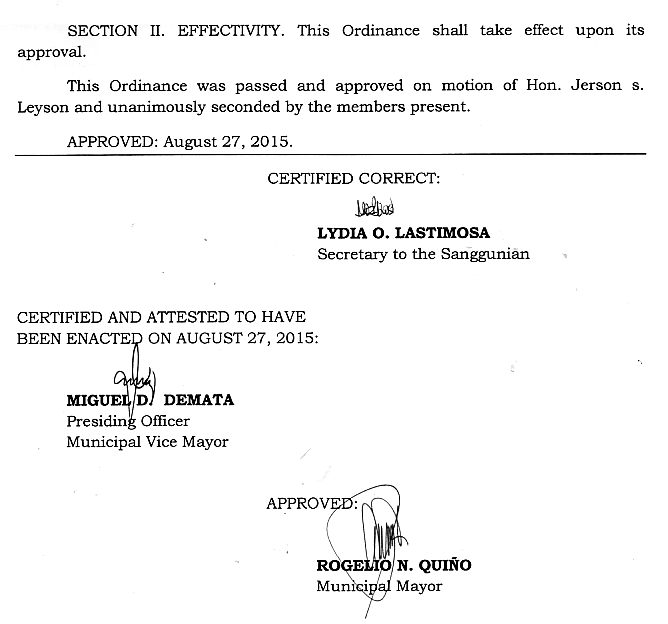 SECTION II. EFFECTIVITY. This Ordinance shall take effect upon its
approval.
This Ordinance was passed and approved on motion of Hon. Jerson s.
Leyson and unanimously seconded by the members present.
APPROVED: August 27, 2015.
CERTIFIED CORRECT:
LYDIA O. LASTIMOSA
Secretary to the Sanggunian
CERTIFIED AND ATTESTED TO HAVE
BEEN ENACTED ON AUGUST 27, 2015:
MIGUEL D. DEMATA
Presiding Officer
Municipal Vice Mayor
APPROVED:
ROGELIO N. QUIÑO
Municipal Mayor